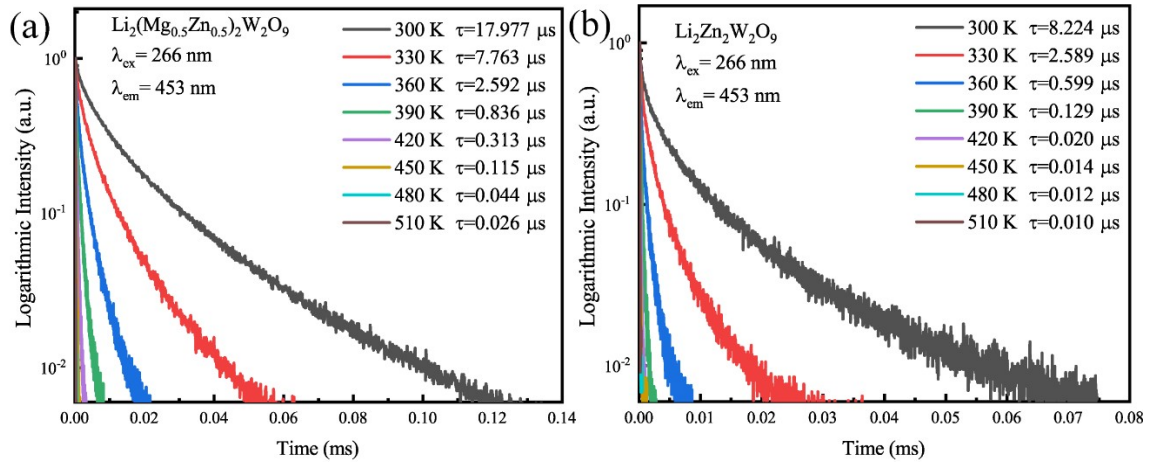 (a)
Li2(Mg0.5Zn0.5)2W2O9
λex= 266 nm
λem= 453 nm
300 K τ=17.977 μs
330 K τ=7.763 μs
360 K τ=2.592 μs
390 K τ=0.836 μs
420 K τ=0.313 μs
450 K τ=0.115 μs
480 K τ=0.044 μs
510 K τ=0.026 μs
Logarithmic Intensity (a.u.)
10^0
10^-1
10^-2
0.00 0.02 0.04 0.06 0.08 0.10 0.12 0.14
Time (ms)
(b)
Li2Zn2W2O9
λex= 266 nm
λem= 453 nm
300 K τ=8.224 μs
330 K τ=2.589 μs
360 K τ=0.599 μs
390 K τ=0.129 μs
420 K τ=0.020 μs
450 K τ=0.014 μs
480 K τ=0.012 μs
510 K τ=0.010 μs
Logarithmic Intensity (a.u.)
10^0
10^-1
10^-2
0.00 0.01 0.02 0.03 0.04 0.05 0.06 0.07 0.08
Time (ms)